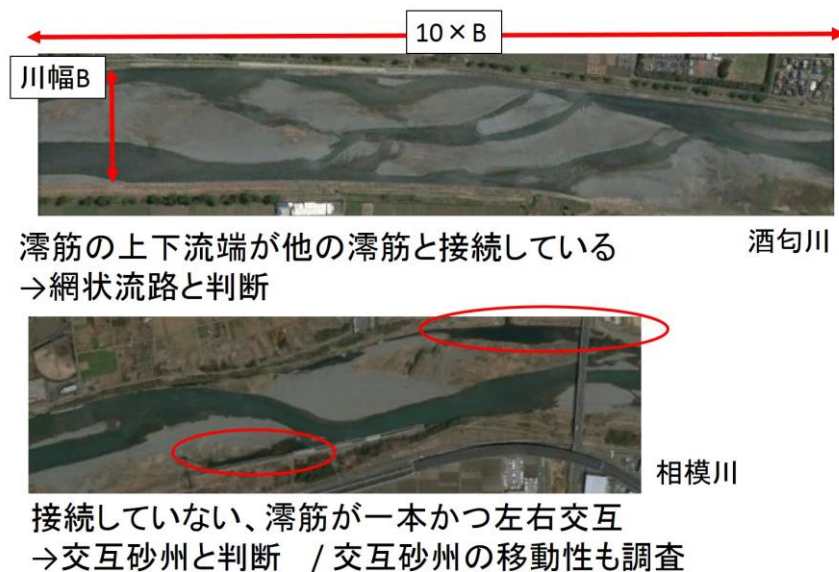 10×B
川幅B
澪筋の上下流端が他の澪筋と接続している
→網状流路と判断
酒匂川
相模川
接続していない、澪筋が一本かつ左右交互
→交互砂州と判断 / 交互砂州の移動性も調査